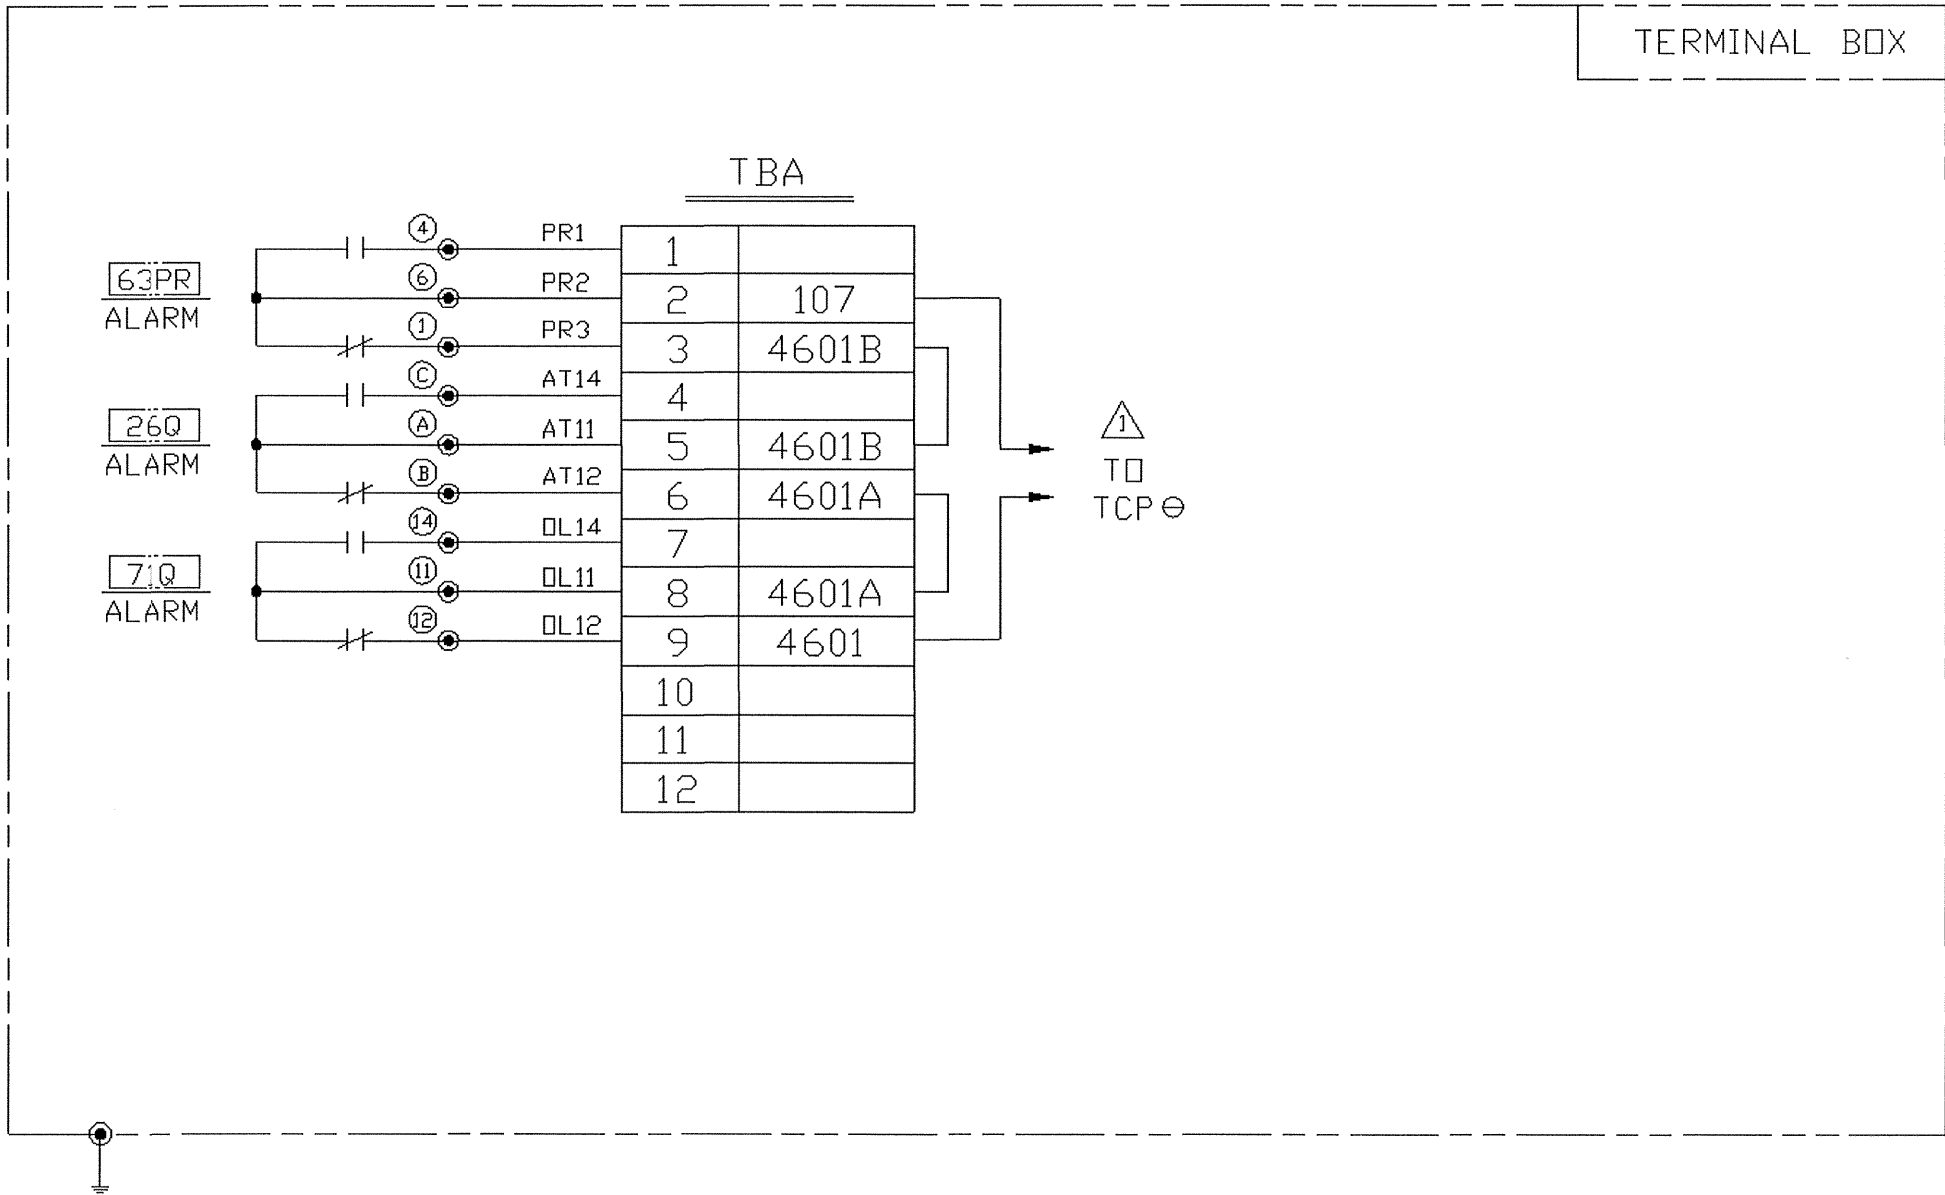 TERMINAL BOX
TBA
63PR
ALARM
26Q
ALARM
71Q
ALARM
4 PR1 1
6 PR2 2 107
1 PR3 3 4601B
C AT14 4
A AT11 5 4601B
B AT12 6 4601A
14 OL14 7
11 OL11 8 4601A
12 OL12 9 4601
10
11
12
1
TO
TCP